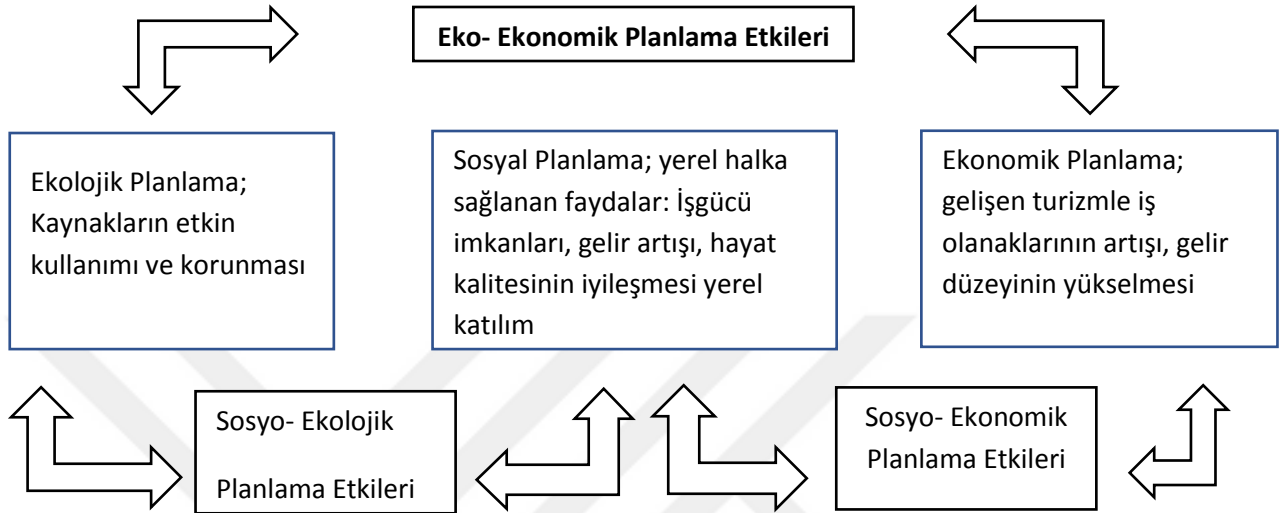 Eko- Ekonomik Planlama Etkileri
Ekolojik Planlama;
Kaynakların etkin
kullanımı ve korunması
Sosyal Planlama; yerel halka
sağlanan faydalar: İşgücü
imkanları, gelir artışı, hayat
kalitesinin iyileşmesi yerel
katılım
Ekonomik Planlama;
gelişen turizmle iş
olanaklarının artışı, gelir
düzeyinin yükselmesi
Sosyo- Ekolojik
Planlama Etkileri
Sosyo- Ekonomik
Planlama Etkileri